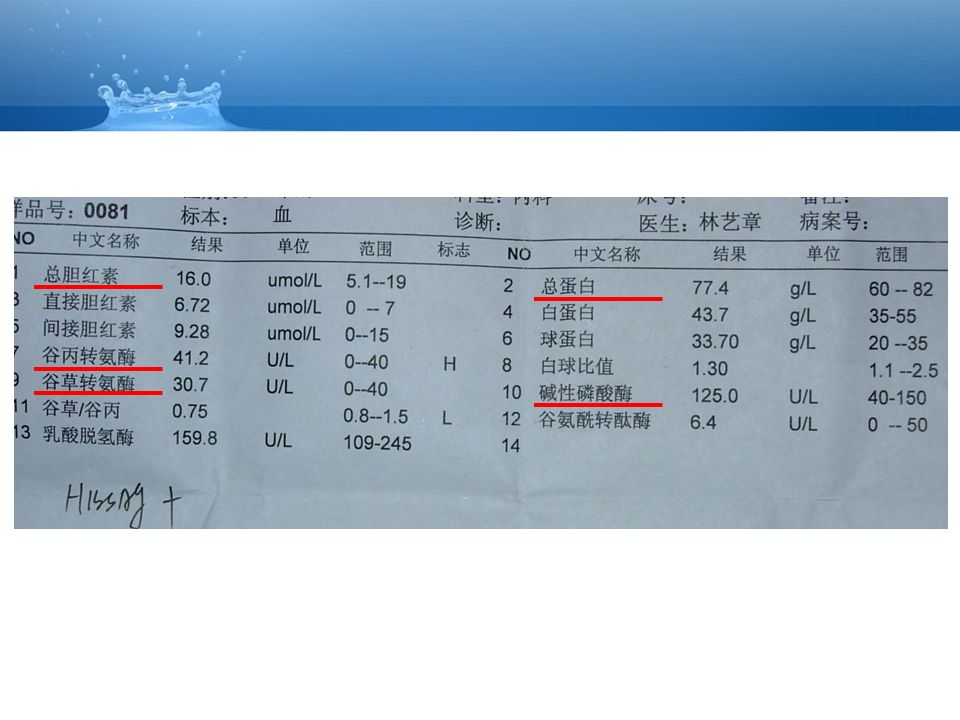 样品号: 0081 标本: 血 诊断: 医生: 林艺章 病案号:
NO 中文名称 结果 单位 范围 标志 NO 中文名称 结果 单位 范围
1 总胆红素 16.0 umol/L 5.1--19 2 总蛋白 77.4 g/L 60 -- 82
3 直接胆红素 6.72 umol/L 0 -- 7 4 白蛋白 43.7 g/L 35-55
5 间接胆红素 9.28 umol/L 0--15 6 球蛋白 33.70 g/L 20 --35
7 谷丙转氨酶 41.2 U/L 0--40 H 8 白球比值 1.30 1.1 --2.5
9 谷草转氨酶 30.7 U/L 0--40 10 碱性磷酸酶 125.0 U/L 40-150
11 谷草/谷丙 0.75 0.8--1.5 L 12 谷氨酰转酞酶 6.4 U/L 0 -- 50
13 乳酸脱氢酶 159.8 U/L 109-245 14
HBsAg +